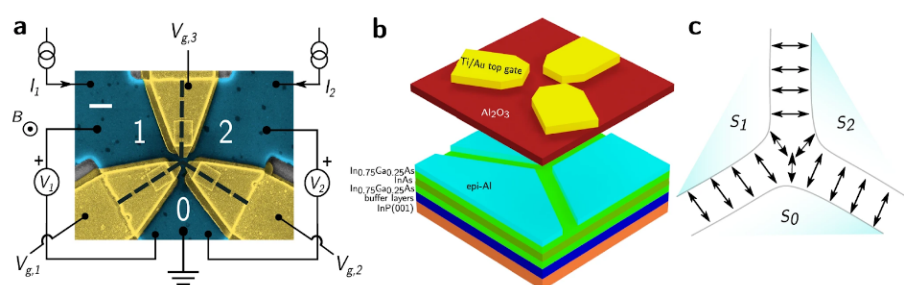 a
V_{g,3}
I_1
I_2
B
1
2
+
V_1
+
V_2
0
V_{g,1}
V_{g,2}
b
Ti/Au top gate
Al₂O₃
In₀.₇₅Ga₀.₂₅As
InAs
In₀.₇₅Ga₀.₂₅As
buffer layers
InP(001)
epi-Al
c
S₁
S₂
S₀